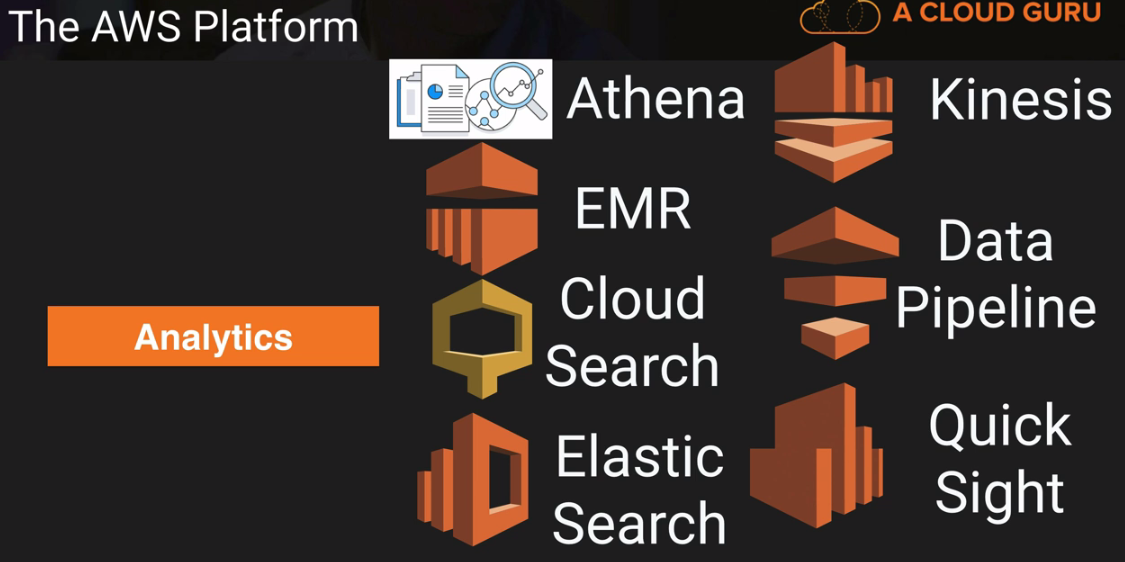 The AWS Platform
A CLOUD GURU
Athena
Kinesis
EMR
Data
Pipeline
Cloud
Search
Analytics
Elastic
Search
Quick
Sight